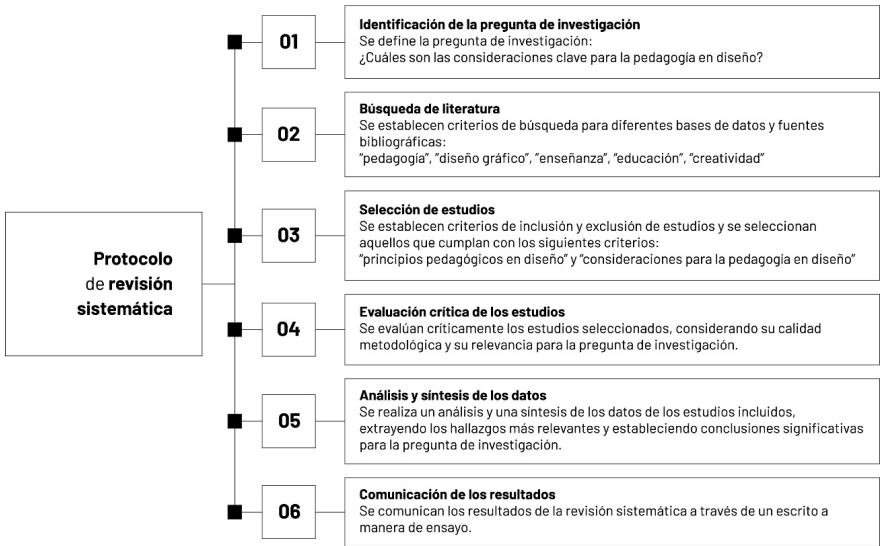 Protocolo
de revisión
sistemática
01
Identificación de la pregunta de investigación
Se define la pregunta de investigación:
¿Cuáles son las consideraciones clave para la pedagogía en diseño?
02
Búsqueda de literatura
Se establecen criterios de búsqueda para diferentes bases de datos y fuentes
bibliográficas:
“pedagogía”, “diseño gráfico”, “enseñanza”, “educación”, “creatividad”
03
Selección de estudios
Se establecen criterios de inclusión y exclusión de estudios y se seleccionan
aquellos que cumplan con los siguientes criterios:
“principios pedagógicos en diseño” y “consideraciones para la pedagogía en diseño”
04
Evaluación crítica de los estudios
Se evalúan críticamente los estudios seleccionados, considerando su calidad
metodológica y su relevancia para la pregunta de investigación.
05
Análisis y síntesis de los datos
Se realiza un análisis y una síntesis de los datos de los estudios incluidos,
extrayendo los hallazgos más relevantes y estableciendo conclusiones significativas
para la pregunta de investigación.
06
Comunicación de los resultados
Se comunican los resultados de la revisión sistemática a través de un escrito a
manera de ensayo.